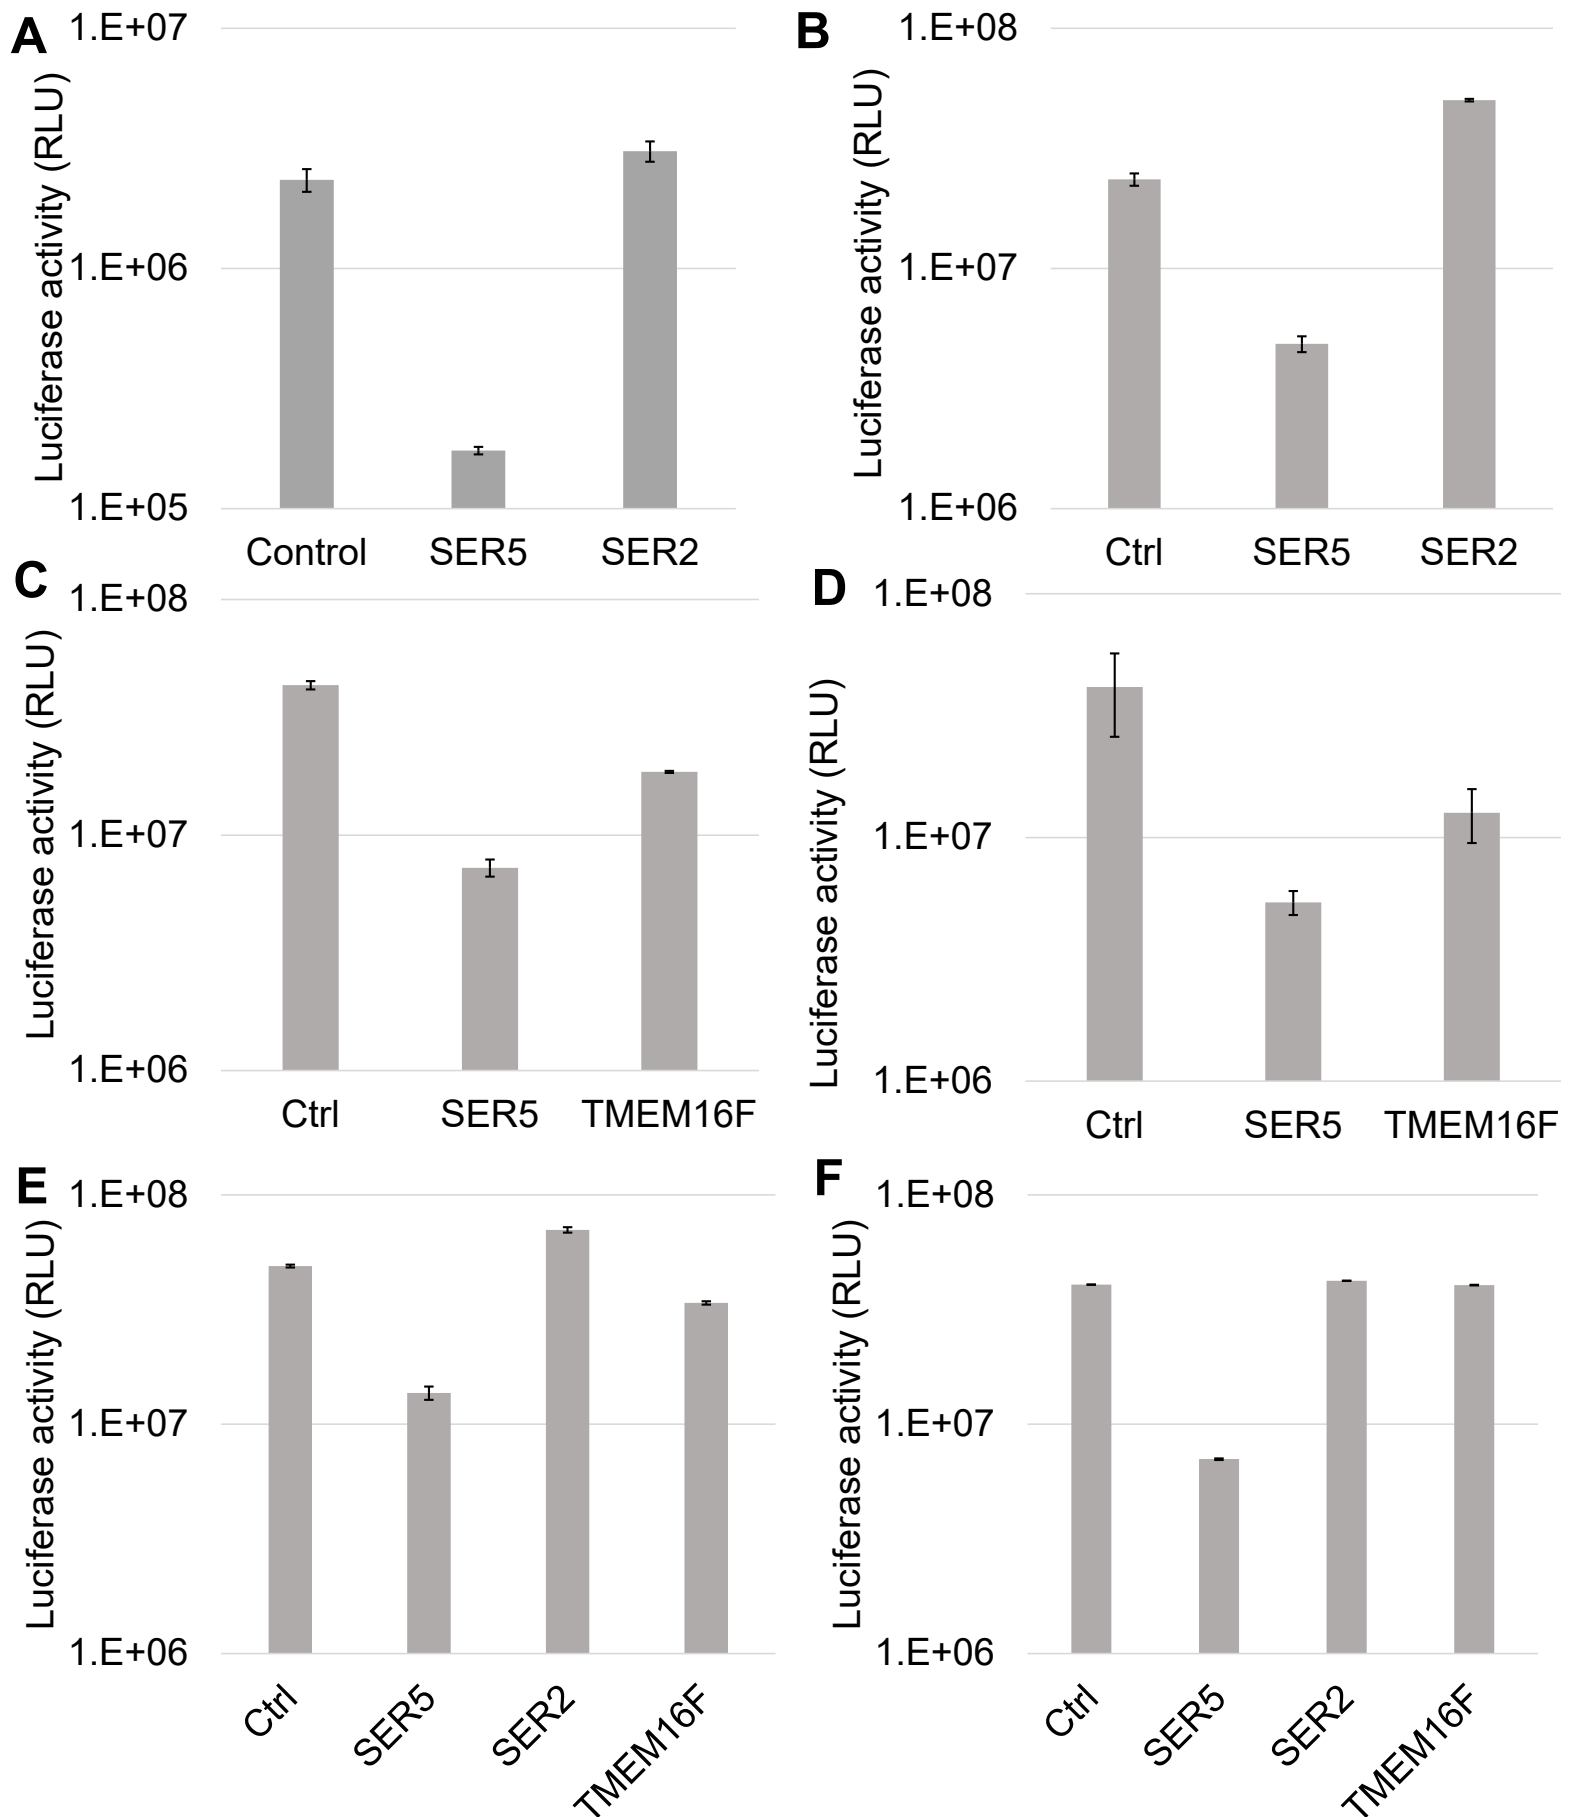 A
1.E+07
1.E+06
1.E+05
Luciferase activity (RLU)
Control SER5 SER2
B
1.E+08
1.E+07
1.E+06
Luciferase activity (RLU)
Ctrl SER5 SER2
C
1.E+08
1.E+07
1.E+06
Luciferase activity (RLU)
Ctrl SER5 TMEM16F
D
1.E+08
1.E+07
1.E+06
Luciferase activity (RLU)
Ctrl SER5 TMEM16F
E
1.E+08
1.E+07
1.E+06
Luciferase activity (RLU)
Ctrl
SER5
SER2
TMEM16F
F
1.E+08
1.E+07
1.E+06
Luciferase activity (RLU)
Ctrl
SER5
SER2
TMEM16F